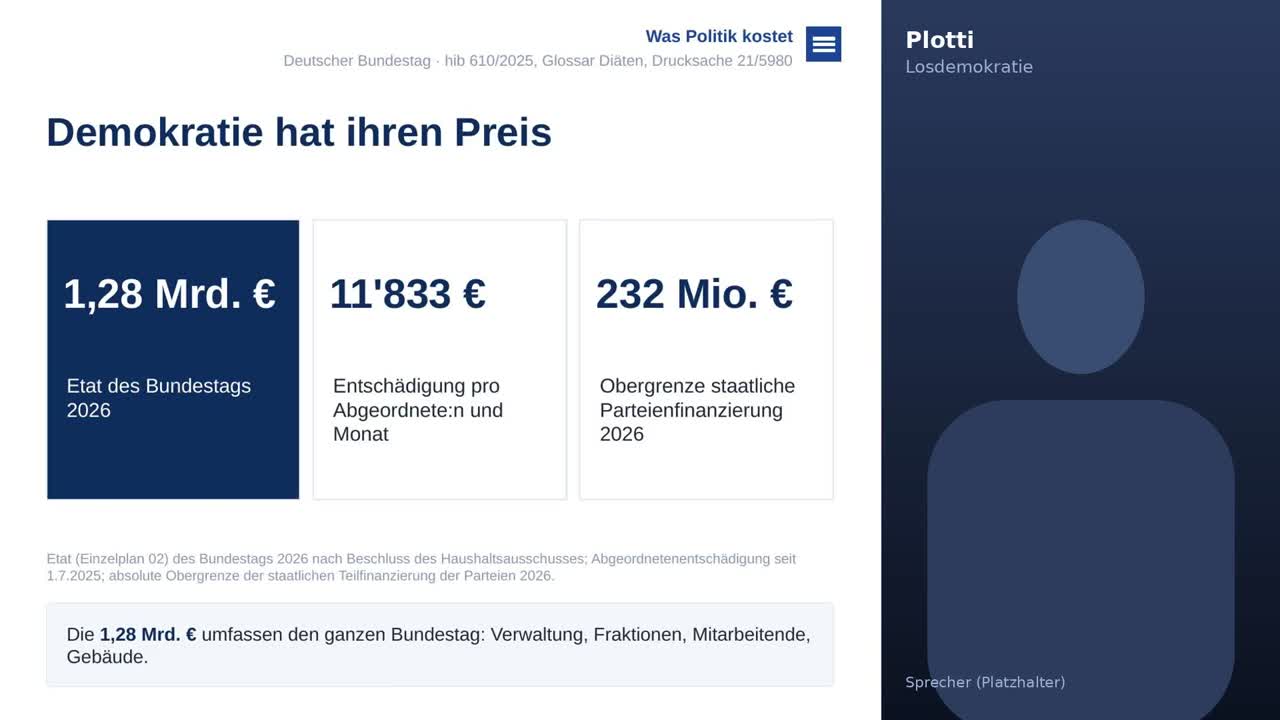 Was Politik kostet
Deutscher Bundestag · hib 610/2025, Glossar Diäten, Drucksache 21/5980
Demokratie hat ihren Preis
1,28 Mrd. €
Etat des Bundestags
2026
11'833 €
Entschädigung pro
Abgeordnete:n und
Monat
232 Mio. €
Obergrenze staatliche
Parteienfinanzierung
2026
Etat (Einzelplan 02) des Bundestags 2026 nach Beschluss des Haushaltsausschusses; Abgeordnetenentschädigung seit
1.7.2025; absolute Obergrenze der staatlichen Teilfinanzierung der Parteien 2026.
Die 1,28 Mrd. € umfassen den ganzen Bundestag: Verwaltung, Fraktionen, Mitarbeitende,
Gebäude.
Plotti
Losdemokratie
Sprecher (Platzhalter)